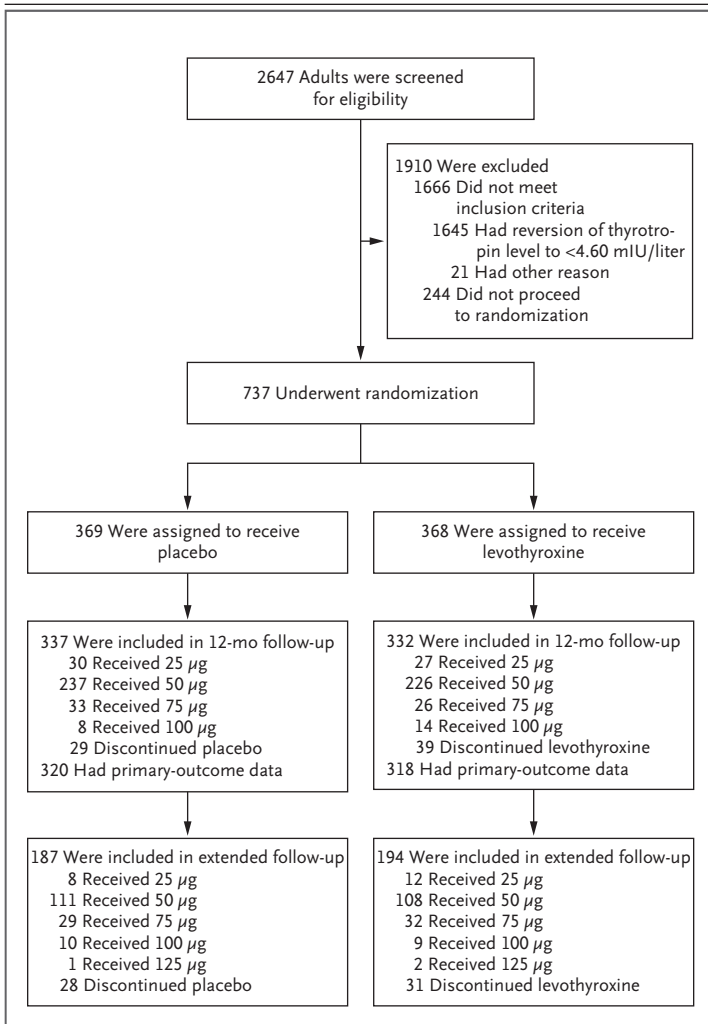 2647 Adults were screened
for eligibility
1910 Were excluded
1666 Did not meet
inclusion criteria
1645 Had reversion of thyrotro-
pin level to <4.60 mIU/liter
21 Had other reason
244 Did not proceed
to randomization
737 Underwent randomization
369 Were assigned to receive
placebo
368 Were assigned to receive
levothyroxine
337 Were included in 12-mo follow-up
30 Received 25 µg
237 Received 50 µg
33 Received 75 µg
8 Received 100 µg
29 Discontinued placebo
320 Had primary-outcome data
332 Were included in 12-mo follow-up
27 Received 25 µg
226 Received 50 µg
26 Received 75 µg
14 Received 100 µg
39 Discontinued levothyroxine
318 Had primary-outcome data
187 Were included in extended follow-up
8 Received 25 µg
111 Received 50 µg
29 Received 75 µg
10 Received 100 µg
1 Received 125 µg
28 Discontinued placebo
194 Were included in extended follow-up
12 Received 25 µg
108 Received 50 µg
32 Received 75 µg
9 Received 100 µg
2 Received 125 µg
31 Discontinued levothyroxine